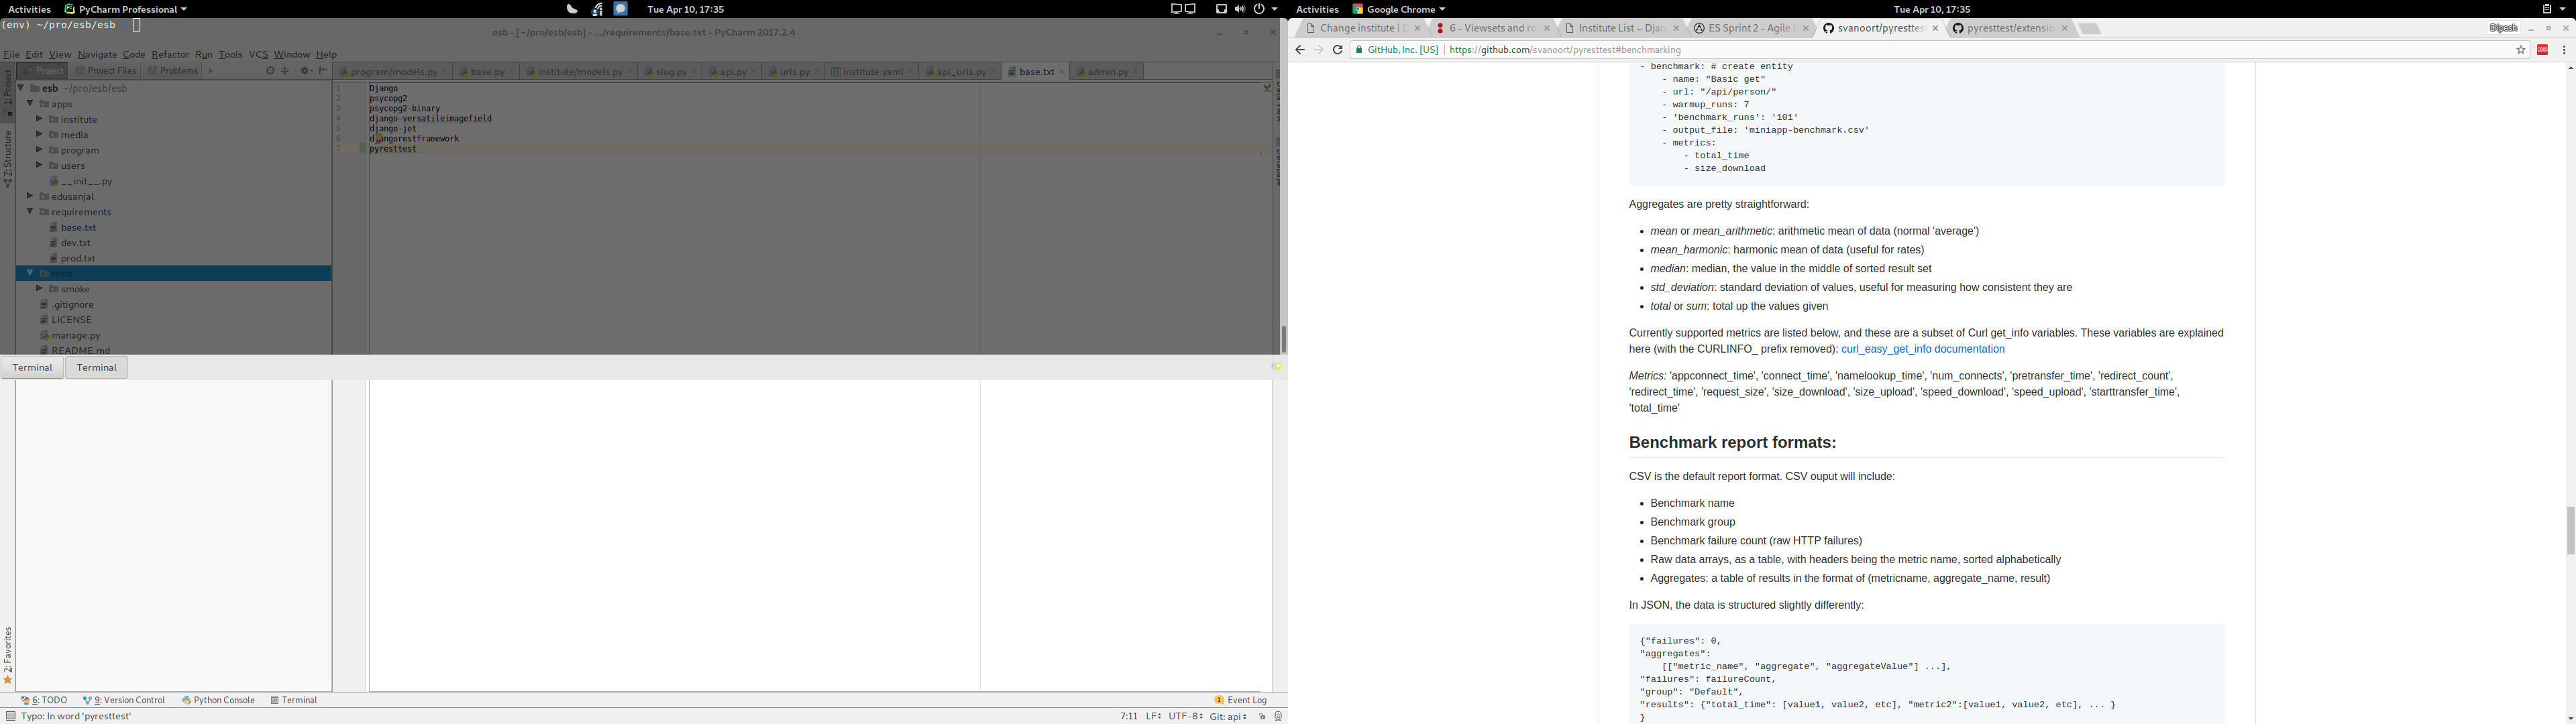 Activities PyCharm Professional Tue Apr 10, 17:35
(env) ~/pro/esb/esb
esb - [~/pro/esb/esb] - .../requirements/base.txt - PyCharm 2017.2.4
File Edit View Navigate Code Refactor Run Tools VCS Window Help
Project Project Files Problems
program/models.py base.py institute/models.py slug.py api.py urls.py institute.yaml api_urls.py base.txt admin.py
1: Project
7: Structure
2: Favorites
esb ~/pro/esb/esb
apps
institute
media
program
users
__init__.py
edusanjal
requirements
base.txt
dev.txt
prod.txt
tests
smoke
.gitignore
LICENSE
manage.py
README.md
1 Django
2 psycopg2
3 psycopg2-binary
4 django-versatileimagefield
5 django-jet
6 djangorestframework
7 pyresttest
Terminal Terminal
6: TODO 9: Version Control Python Console Terminal 1 Event Log
Typo: In word 'pyresttest' 7:11 LF UTF-8 Git: api
Activities Google Chrome Tue Apr 10, 17:35
Change institute | D 6 - Viewsets and ro Institute List – Djan ES Sprint 2 - Agile svanoort/pyresttes pyresttest/extensio Dipesh
GitHub, Inc. [US] https://github.com/svanoort/pyresttest#benchmarking
- benchmark: # create entity
- name: "Basic get"
- url: "/api/person/"
- warmup_runs: 7
- 'benchmark_runs': '101'
- output_file: 'miniapp-benchmark.csv'
- metrics:
- total_time
- size_download
Aggregates are pretty straightforward:
mean or mean_arithmetic: arithmetic mean of data (normal 'average')
mean_harmonic: harmonic mean of data (useful for rates)
median: median, the value in the middle of sorted result set
std_deviation: standard deviation of values, useful for measuring how consistent they are
total or sum: total up the values given
Currently supported metrics are listed below, and these are a subset of Curl get_info variables. These variables are explained
here (with the CURLINFO_ prefix removed): curl_easy_get_info documentation
Metrics: 'appconnect_time', 'connect_time', 'namelookup_time', 'num_connects', 'pretransfer_time', 'redirect_count',
'redirect_time', 'request_size', 'size_download', 'size_upload', 'speed_download', 'speed_upload', 'starttransfer_time',
'total_time'
Benchmark report formats:
CSV is the default report format. CSV ouput will include:
Benchmark name
Benchmark group
Benchmark failure count (raw HTTP failures)
Raw data arrays, as a table, with headers being the metric name, sorted alphabetically
Aggregates: a table of results in the format of (metricname, aggregate_name, result)
In JSON, the data is structured slightly differently:
{"failures": 0,
"aggregates":
[["metric_name", "aggregate", "aggregateValue"] ...],
"failures": failureCount,
"group": "Default",
"results": {"total_time": [value1, value2, etc], "metric2":[value1, value2, etc], ... }
}